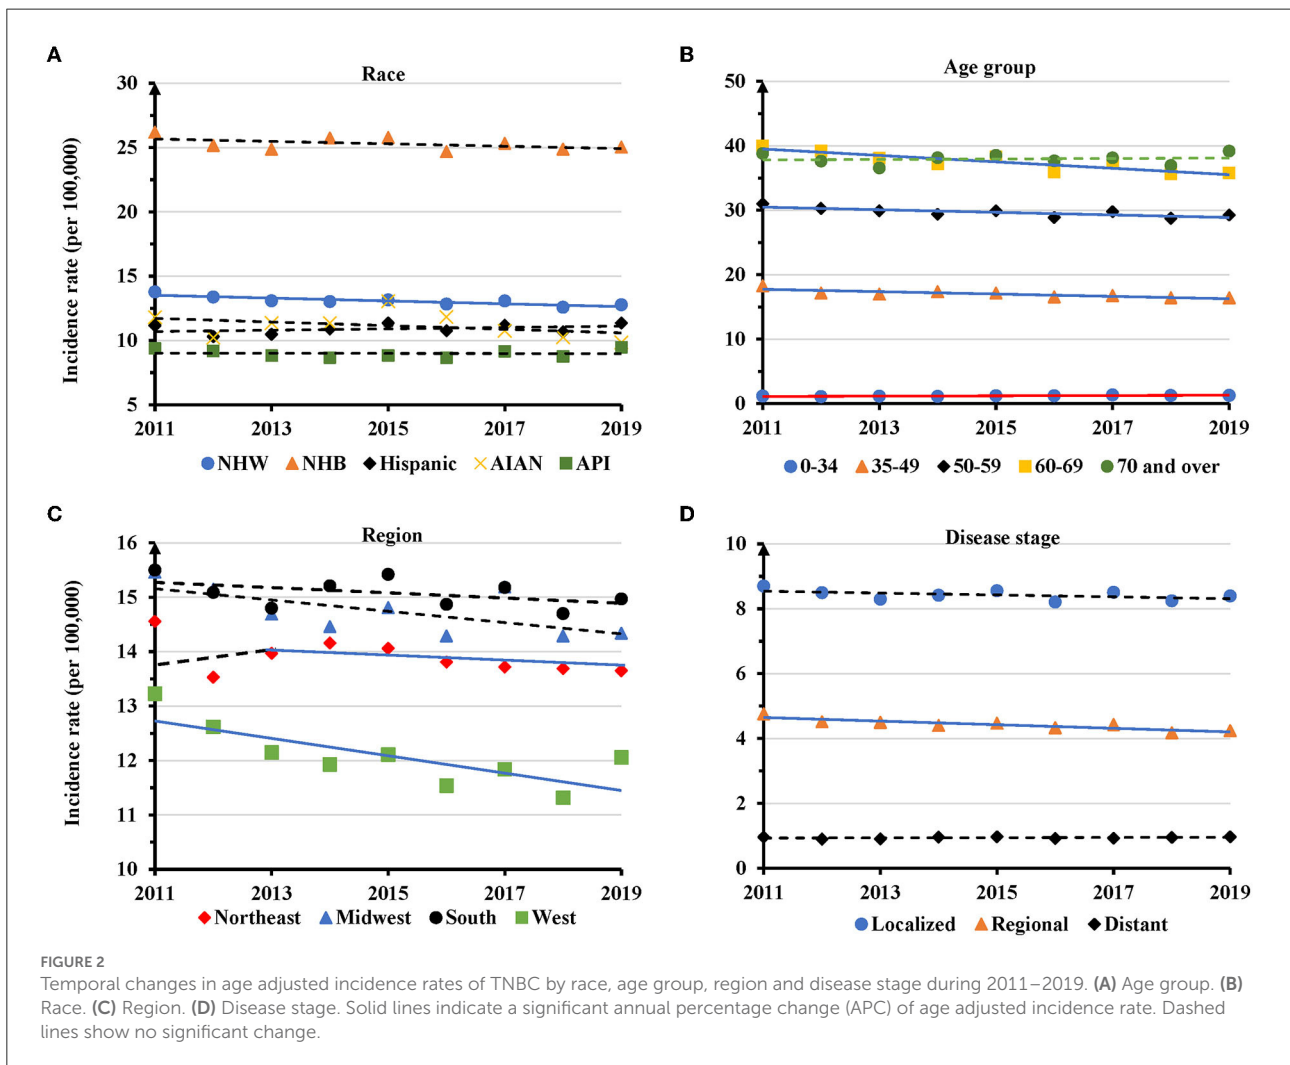 A
Race
Incidence rate (per 100,000)
30
25
20
15
10
5
2011 2013 2015 2017 2019
NHW NHB Hispanic AIAN API
B
Age group
50
40
30
20
10
0
2011 2013 2015 2017 2019
0-34 35-49 50-59 60-69 70 and over
C
Region
Incidence rate (per 100,000)
16
15
14
13
12
11
10
2011 2013 2015 2017 2019
Northeast Midwest South West
D
Disease stage
10
8
6
4
2
0
2011 2013 2015 2017 2019
Localized Regional Distant
FIGURE 2
Temporal changes in age adjusted incidence rates of TNBC by race, age group, region and disease stage during 2011–2019. (A) Age group. (B)
Race. (C) Region. (D) Disease stage. Solid lines indicate a significant annual percentage change (APC) of age adjusted incidence rate. Dashed
lines show no significant change.